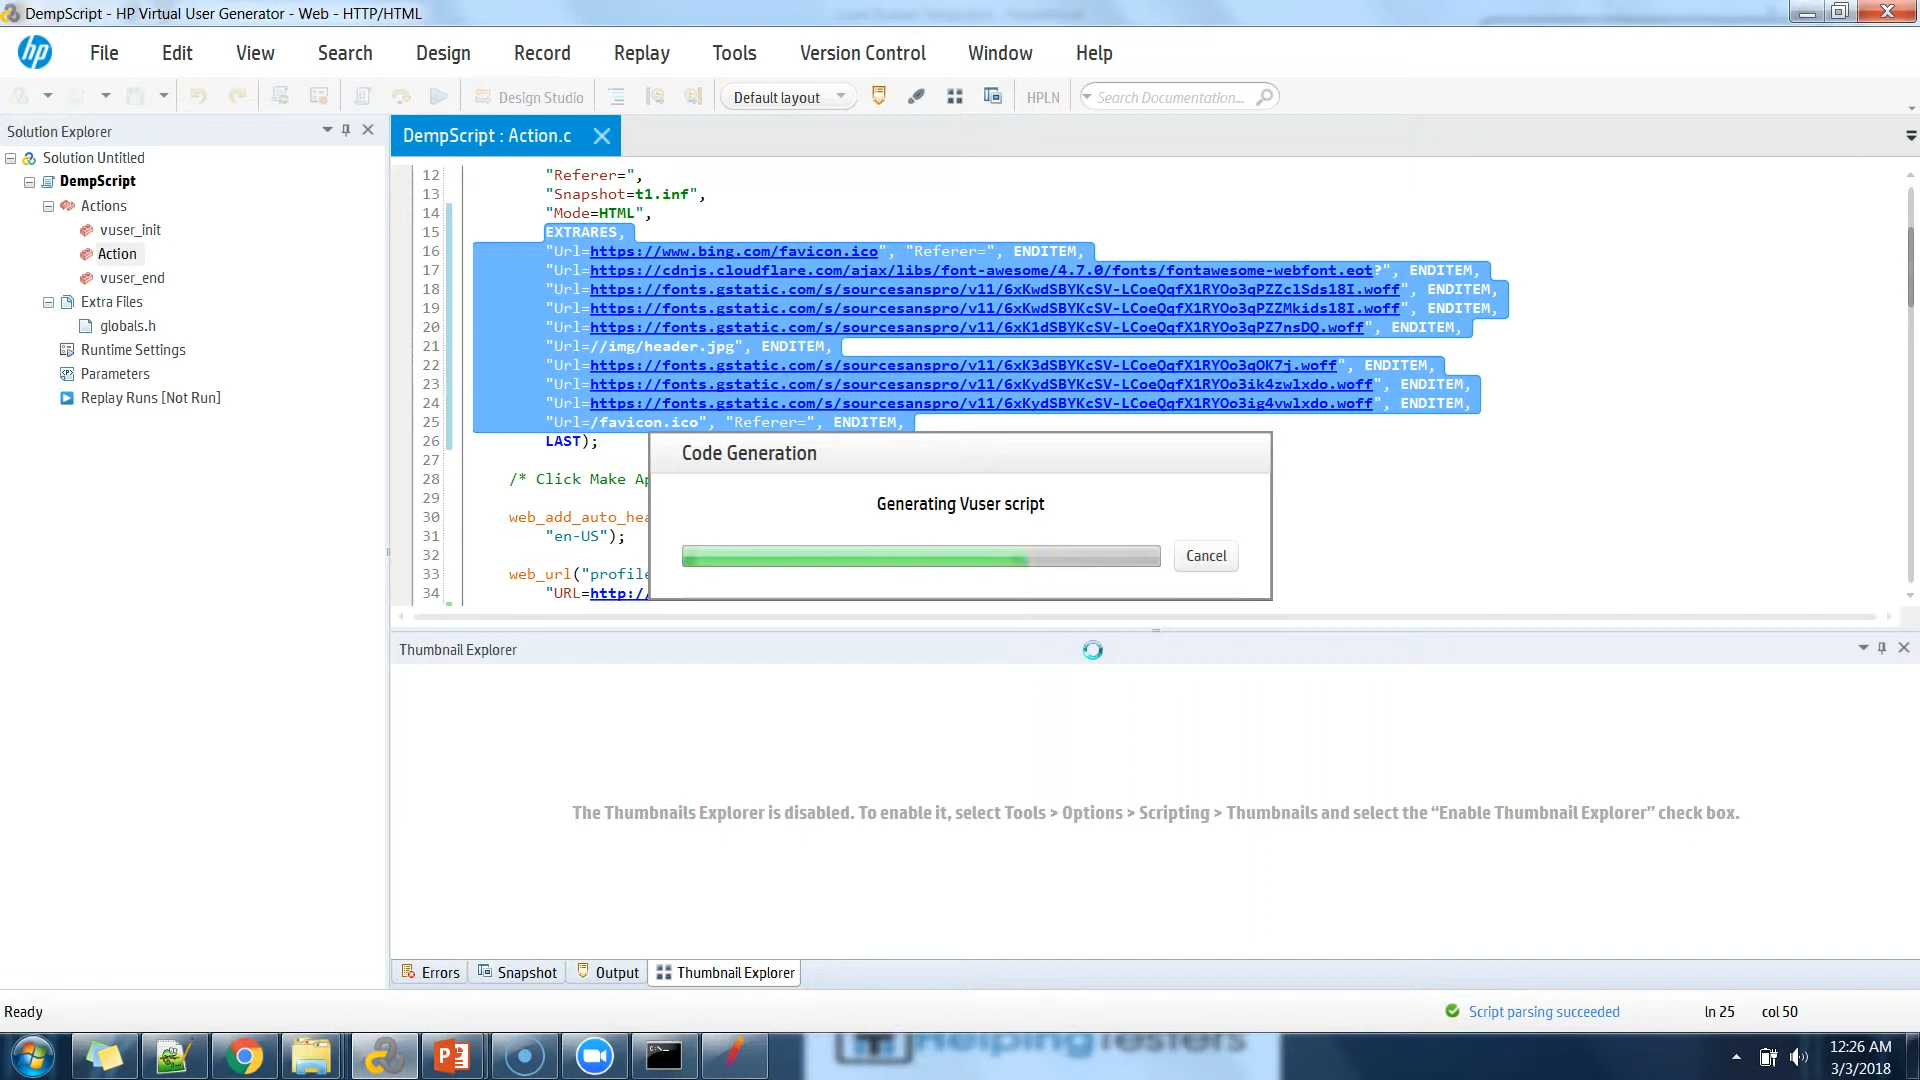 DempScript - HP Virtual User Generator - Web - HTTP/HTML
hp
File Edit View Search Design Record Replay Tools Version Control Window Help
Design Studio Default layout HPLN Search Documentation...
Solution Explorer
Solution Untitled
DempScript
Actions
vuser_init
Action
vuser_end
Extra Files
globals.h
Runtime Settings
Parameters
Replay Runs [Not Run]
DempScript : Action.c
12 "Referer=",
13 "Snapshot=t1.inf",
14 "Mode=HTML",
15 EXTRARES,
16 "Url=https://www.bing.com/favicon.ico", "Referer=", ENDITEM,
17 "Url=https://cdnjs.cloudflare.com/ajax/libs/font-awesome/4.7.0/fonts/fontawesome-webfont.eot?", ENDITEM,
18 "Url=https://fonts.gstatic.com/s/sourcesanspro/v11/6xKwdSBYKcSV-LCoeQqfX1RYOo3qPZZclSds18I.woff", ENDITEM,
19 "Url=https://fonts.gstatic.com/s/sourcesanspro/v11/6xKwdSBYKcSV-LCoeQqfX1RYOo3qPZZMkids18I.woff", ENDITEM,
20 "Url=https://fonts.gstatic.com/s/sourcesanspro/v11/6xK1dSBYKcSV-LCoeQqfX1RYOo3qPZ7nsDQ.woff", ENDITEM,
21 "Url=//img/header.jpg", ENDITEM,
22 "Url=https://fonts.gstatic.com/s/sourcesanspro/v11/6xK3dSBYKcSV-LCoeQqfX1RYOo3qOK7j.woff", ENDITEM,
23 "Url=https://fonts.gstatic.com/s/sourcesanspro/v11/6xKydSBYKcSV-LCoeQqfX1RYOo3ik4zwlxdo.woff", ENDITEM,
24 "Url=https://fonts.gstatic.com/s/sourcesanspro/v11/6xKydSBYKcSV-LCoeQqfX1RYOo3ig4vwlxdo.woff", ENDITEM,
25 "Url=/favicon.ico", "Referer=", ENDITEM,
26 LAST);
27
28 /* Click Make Ap
29
30 web_add_auto_hea
31 "en-US");
32
33 web_url("profile
34 "URL=http:/
Code Generation
Generating Vuser script
Cancel
Thumbnail Explorer
The Thumbnails Explorer is disabled. To enable it, select Tools > Options > Scripting > Thumbnails and select the “Enable Thumbnail Explorer” check box.
Errors Snapshot Output Thumbnail Explorer
Ready Script parsing succeeded ln 25 col 50
HelpingTesters
12:26 AM
3/3/2018